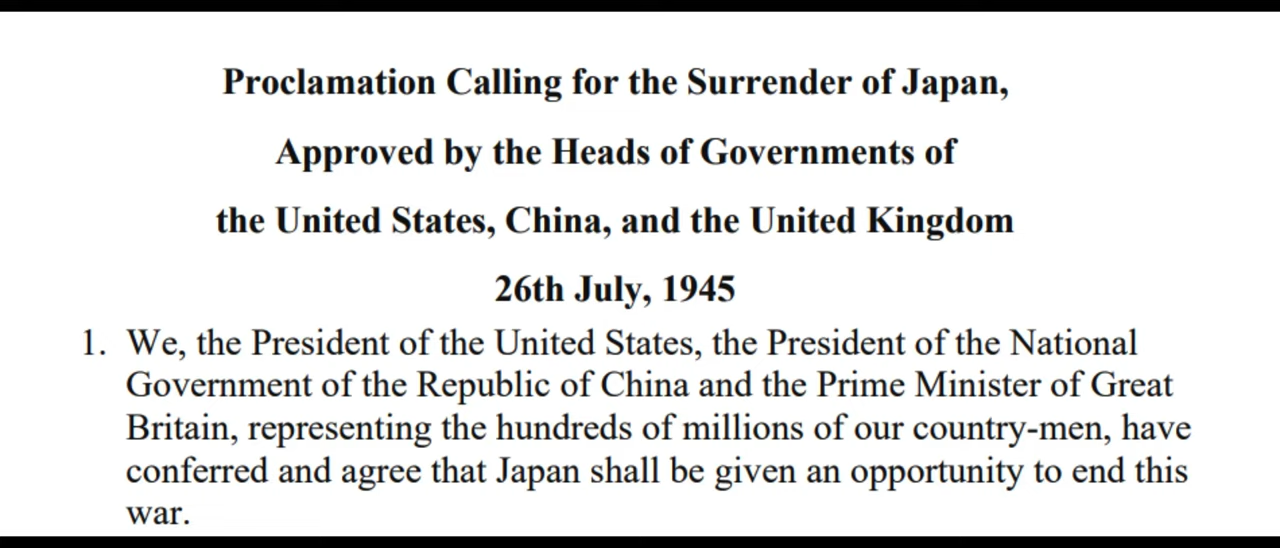 Proclamation Calling for the Surrender of Japan,
Approved by the Heads of Governments of
the United States, China, and the United Kingdom
26th July, 1945
1. We, the President of the United States, the President of the National
Government of the Republic of China and the Prime Minister of Great
Britain, representing the hundreds of millions of our country-men, have
conferred and agree that Japan shall be given an opportunity to end this
war.